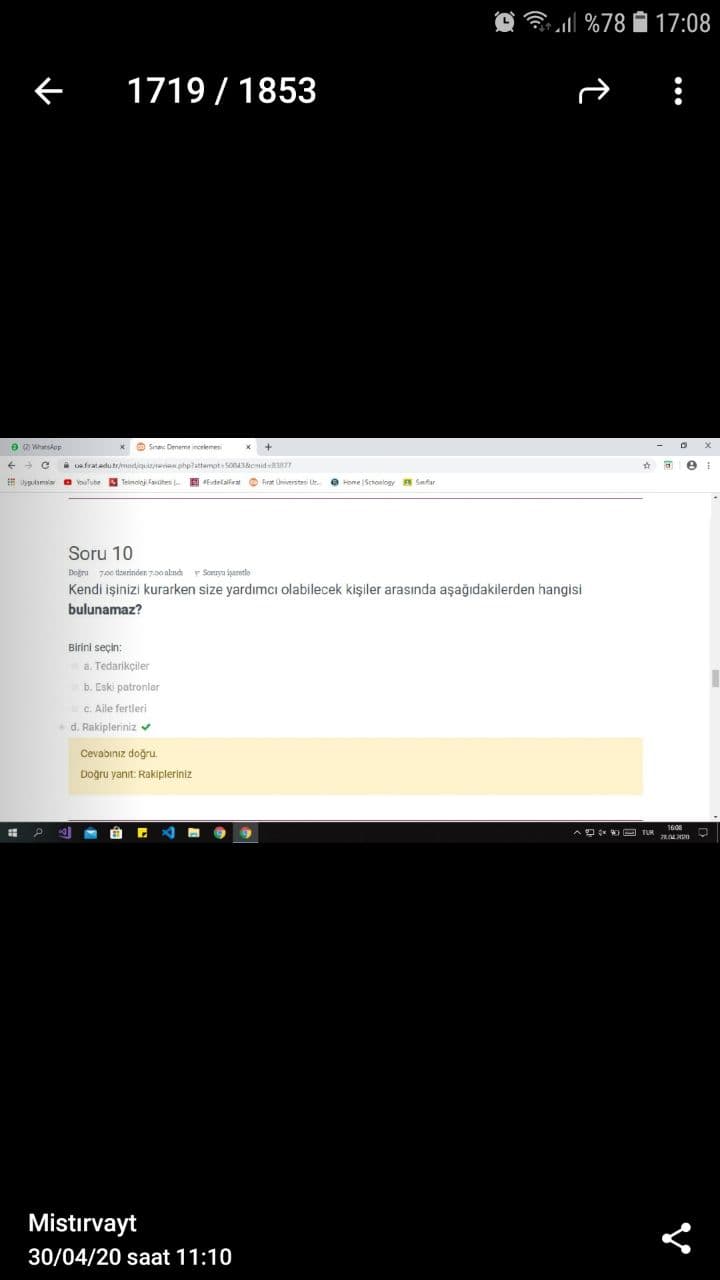 %78 17:08
1719 / 1853
(2) WhatsApp
Sınav: Deneme incelemesi
ue.firat.edu.tr/mod/quiz/review.php?attempt=50843&cmid=83877
Uygulamalar YouTube Teknoloji Fakültesi (... #EvdeKalFırat Fırat Üniversitesi Uz... Home | Schoology Sınıflar
Soru 10
Doğru 7.00 üzerinden 7.00 alındı Soruyu işaretle
Kendi işinizi kurarken size yardımcı olabilecek kişiler arasında aşağıdakilerden hangisi
bulunamaz?
Birini seçin:
a. Tedarikçiler
b. Eski patronlar
c. Aile fertleri
d. Rakipleriniz
Cevabınız doğru.
Doğru yanıt: Rakipleriniz
TUR
16:08
28.04.2020
Mistırvayt
30/04/20 saat 11:10